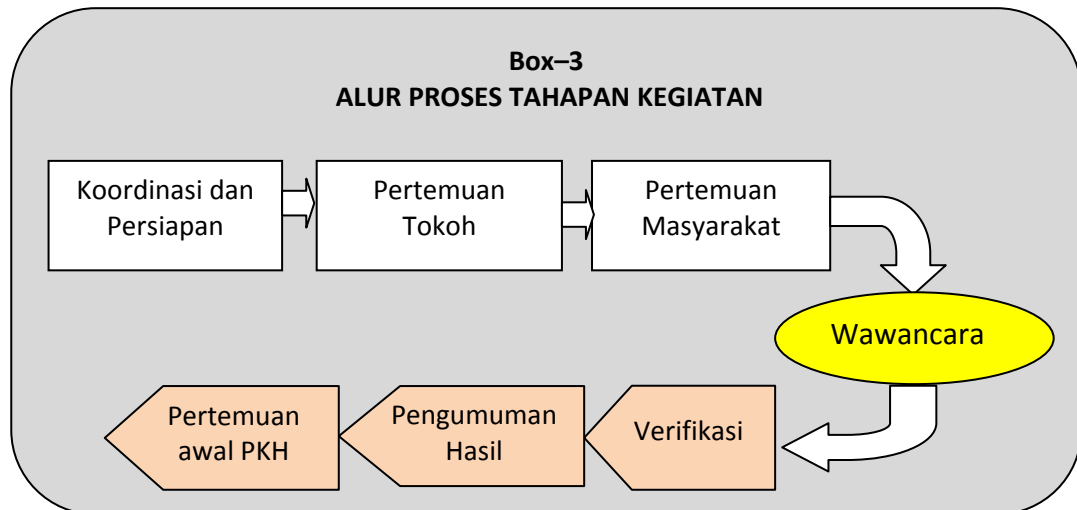 Box–3
ALUR PROSES TAHAPAN KEGIATAN
Koordinasi dan
Persiapan
Pertemuan
Tokoh
Pertemuan
Masyarakat
Wawancara
Verifikasi
Pengumuman
Hasil
Pertemuan
awal PKH